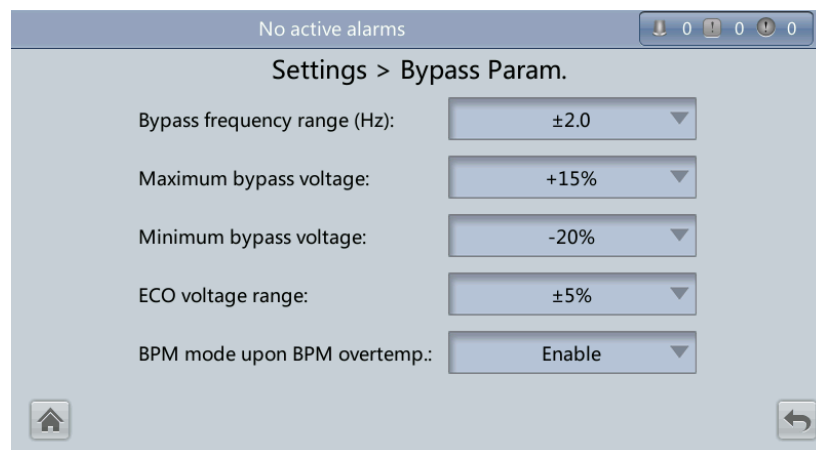 No active alarms 0 0 0
Settings > Bypass Param.
Bypass frequency range (Hz): ±2.0
Maximum bypass voltage: +15%
Minimum bypass voltage: -20%
ECO voltage range: ±5%
BPM mode upon BPM overtemp.: Enable